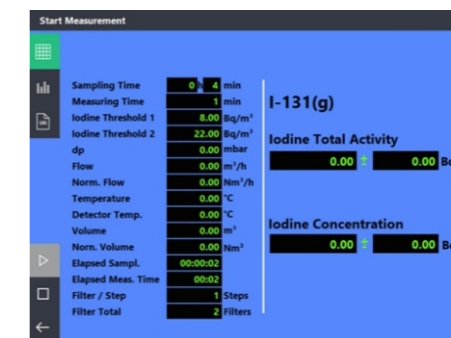 Start Measurement
Sampling Time 0 h 4 min
Measuring Time 1 min
Iodine Threshold 1 8.00 Bq/m³
Iodine Threshold 2 22.00 Bq/m³
dp 0.00 mbar
Flow 0.00 m³/h
Norm. Flow 0.00 Nm³/h
Temperature 0.00 °C
Detector Temp. 0.00 °C
Volume 0.00 m³
Norn. Volume 0.00 Nm³
Elapsed Sampl. 00:00:02
Elapsed Meas. Time 00:02
Filter / Step 1 Steps
Filter Total 2 Filters
I-131(g)
Iodine Total Activity
0.00 ± 0.00 Bq
Iodine Concentration
0.00 ± 0.00 B